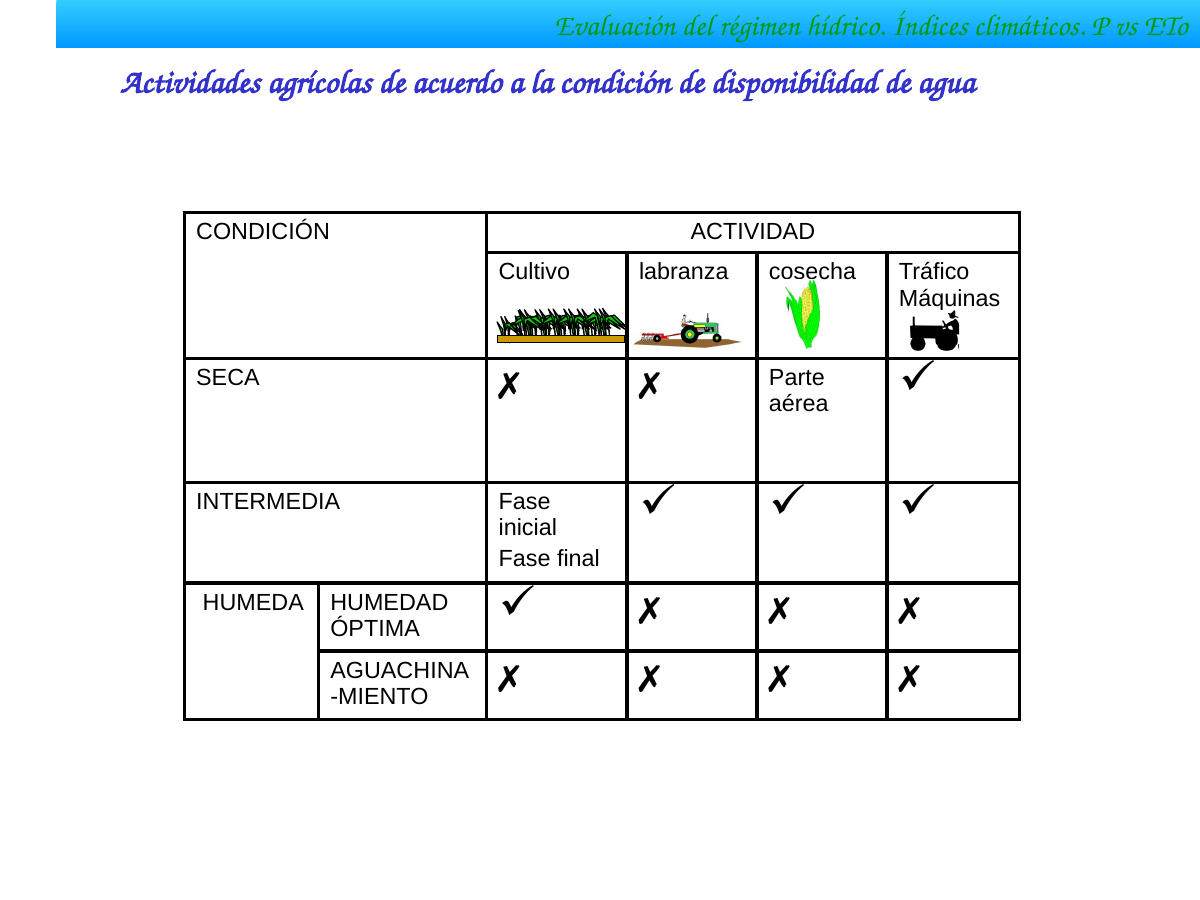 Evaluación del régimen hídrico. Índices climáticos. P vs ETo
Actividades agrícolas de acuerdo a la condición de disponibilidad de agua
CONDICIÓN
ACTIVIDAD
Cultivo
labranza
cosecha
Tráfico
Máquinas
SECA
✗
✗
Parte
aérea
✓
INTERMEDIA
Fase
inicial
Fase final
✓
✓
✓
HUMEDA
HUMEDAD
ÓPTIMA
✓
✗
✗
✗
AGUACHINA
-MIENTO
✗
✗
✗
✗